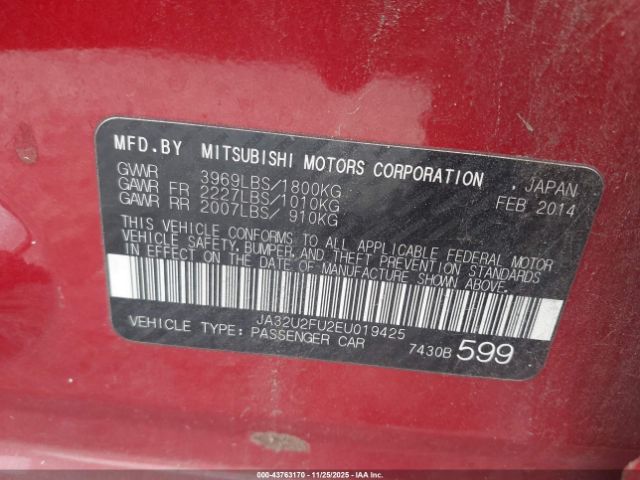 MFD.BY MITSUBISHI MOTORS CORPORATION , JAPAN
GVWR 3969LBS/1800KG FEB 2014
GAWR FR 2227LBS/1010KG
GAWR RR 2007LBS/ 910KG
THIS VEHICLE CONFORMS TO ALL APPLICABLE FEDERAL MOTOR
VEHICLE SAFETY, BUMPER, AND THEFT PREVENTION STANDARDS
IN EFFECT ON THE DATE OF MANUFACTURE SHOWN ABOVE.
JA32U2FU2EU019425
VEHICLE TYPE: PASSENGER CAR 7430B 599
000-43763170 11/25/2025 IAA Inc. All Rights Reserved.